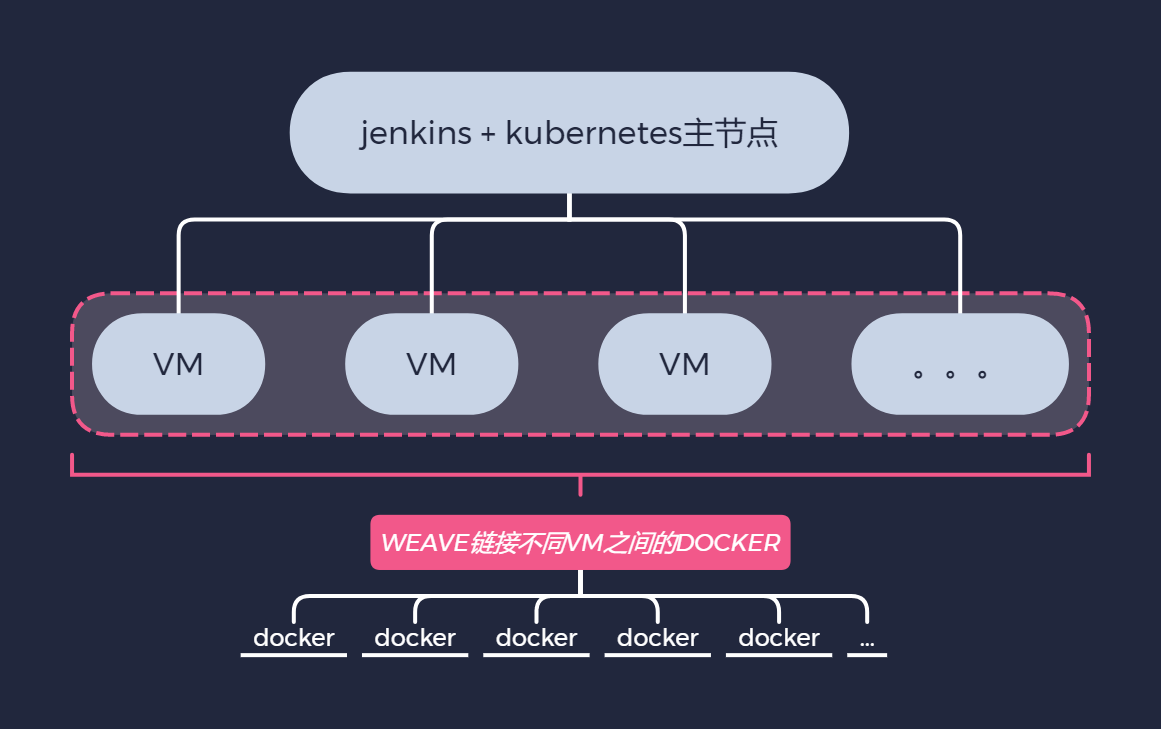 jenkins + kubernetes主节点
VM
VM
VM
。。。
WEAVE链接不同VM之间的DOCKER
docker
docker
docker
docker
docker
...